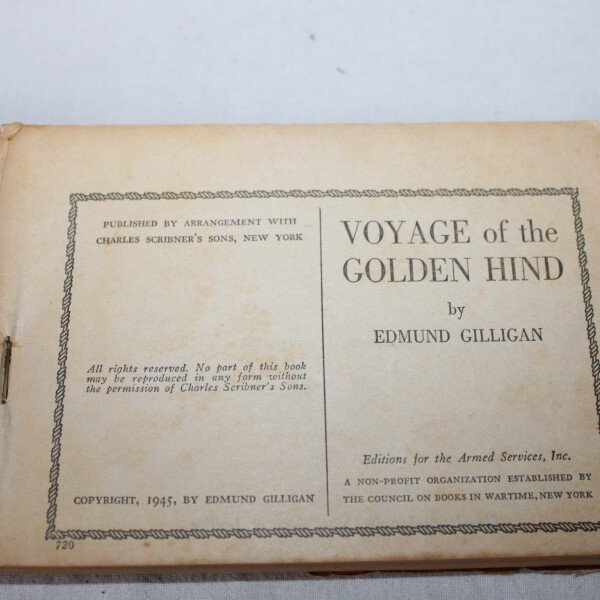 PUBLISHED BY ARRANGEMENT WITH
CHARLES SCRIBNER'S SONS, NEW YORK
All rights reserved. No part of this book
may be reproduced in any form without
the permission of Charles Scribner's Sons.
COPYRIGHT, 1945, BY EDMUND GILLIGAN
VOYAGE of the
GOLDEN HIND
by
EDMUND GILLIGAN
Editions for the Armed Services, Inc.
A NON-PROFIT ORGANIZATION ESTABLISHED BY
THE COUNCIL ON BOOKS IN WARTIME, NEW YORK
720